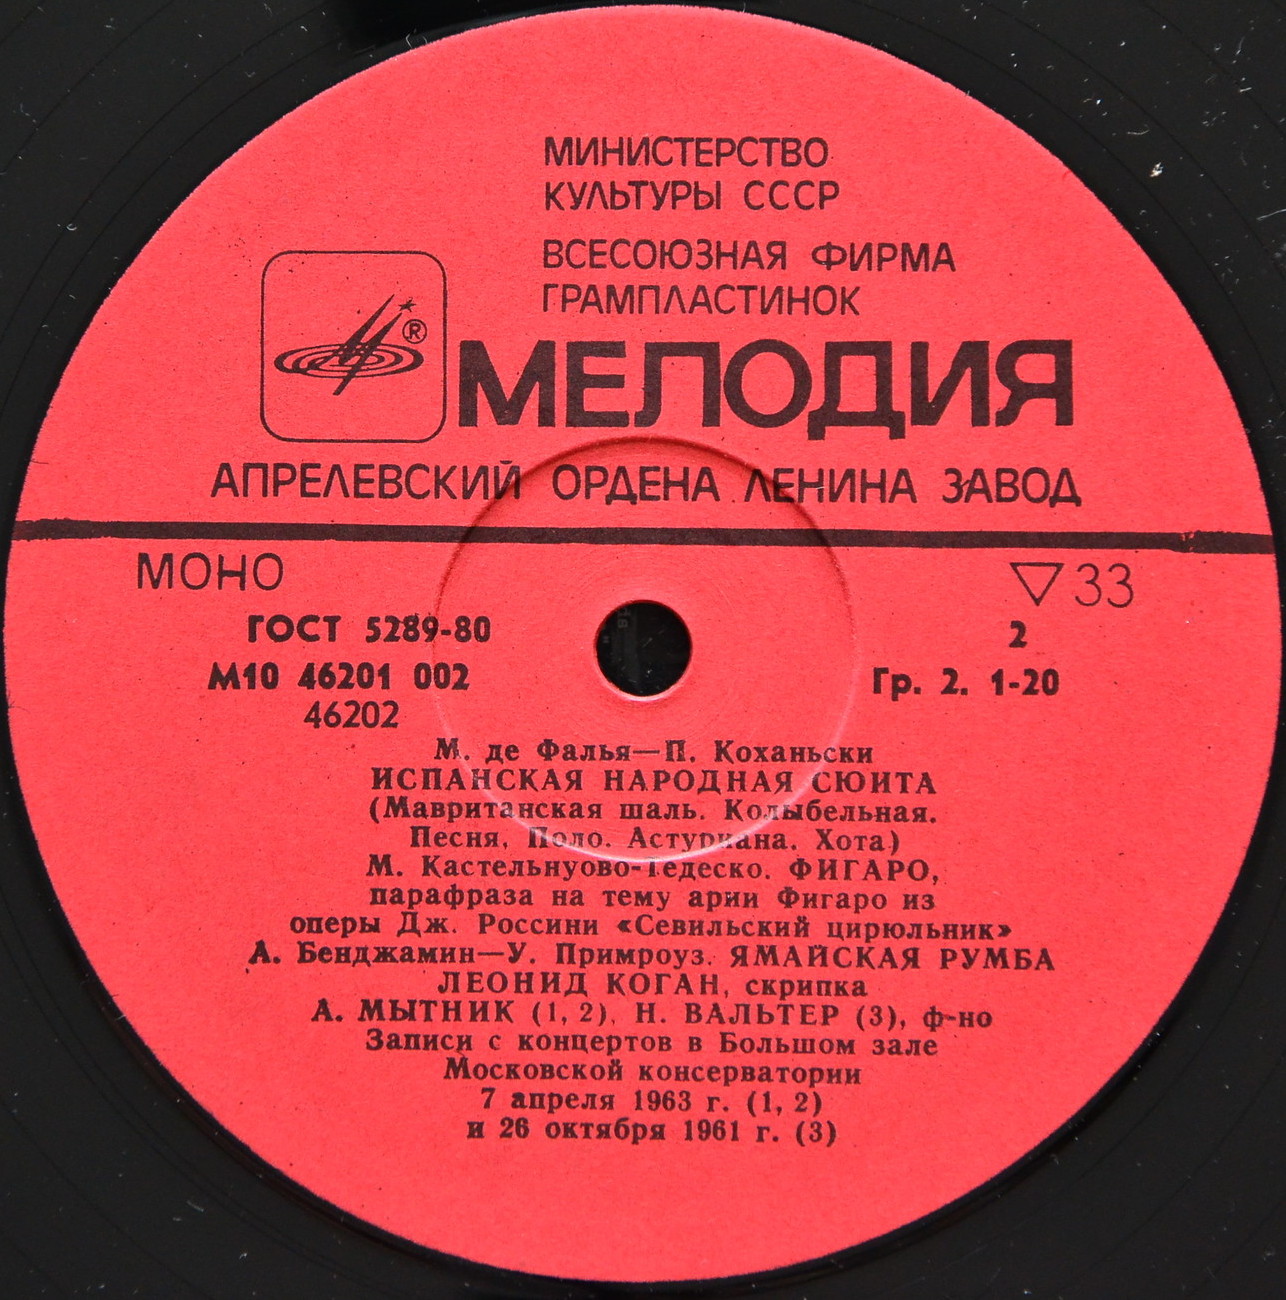 МИНИСТЕРСТВО
КУЛЬТУРЫ СССР
ВСЕСОЮЗНАЯ ФИРМА
ГРАМПЛАСТИНОК
®
МЕЛОДИЯ
АПРЕЛЕВСКИЙ ОРДЕНА ЛЕНИНА ЗАВОД
МОНО ▽33
ГОСТ 5289-80 2
М10 46201 002 Гр. 2. 1-20
46202
М. де Фалья—П. Коханьски
ИСПАНСКАЯ НАРОДНАЯ СЮИТА
(Мавританская шаль. Колыбельная.
Песня. Поло. Астуриана. Хота)
М. Кастельнуово-Тедеско. ФИГАРО,
парафраза на тему арии Фигаро из
оперы Дж. Россини «Севильский цирюльник»
А. Бенджамин—У. Примроуз. ЯМАЙСКАЯ РУМБА
ЛЕОНИД КОГАН, скрипка
А. МЫТНИК (1, 2), Н. ВАЛЬТЕР (3), ф-но
Записи с концертов в Большом зале
Московской консерватории
7 апреля 1963 г. (1, 2)
и 26 октября 1961 г. (3)